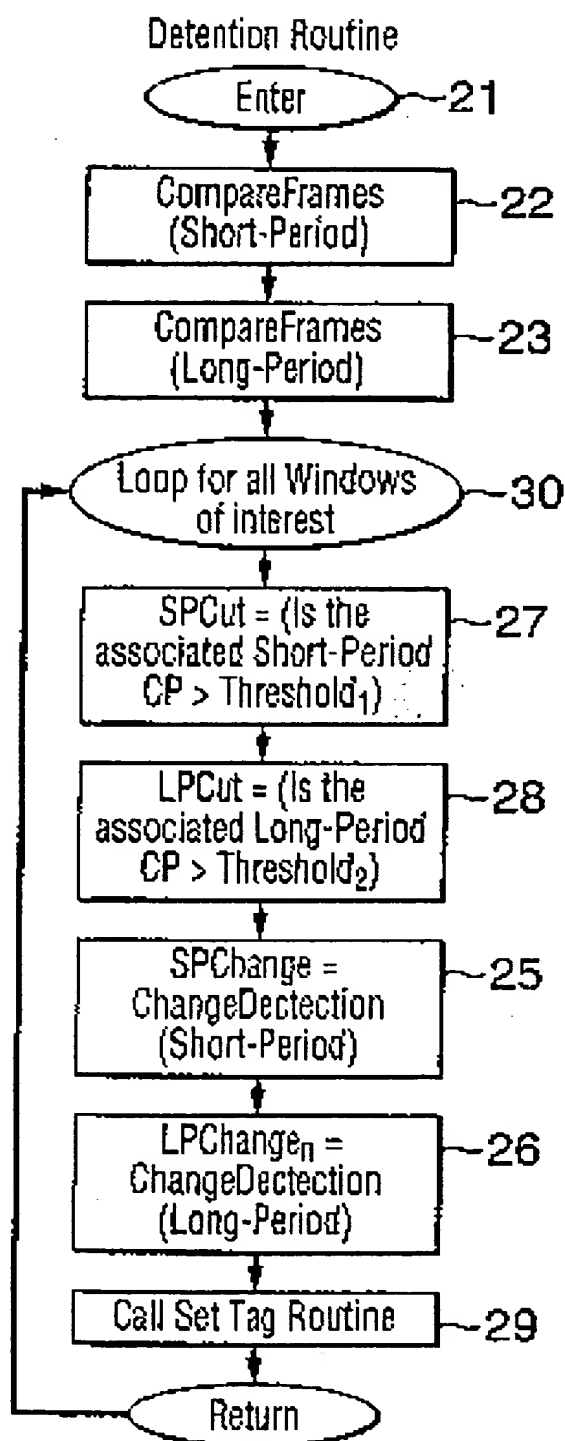 Detention Routine
Enter
21
CompareFrames
(Short-Period)
22
CompareFrames
(Long-Period)
23
Loop for all Windows
of interest
30
SPCut = (Is the
associated Short-Period
CP > Threshold₁)
27
LPCut = (Is the
associated Long-Period
CP > Threshold₂)
28
SPChange =
ChangeDectection
(Short-Period)
25
LPChangeₙ =
ChangeDectection
(Long-Period)
26
Call Set Tag Routine
29
Return